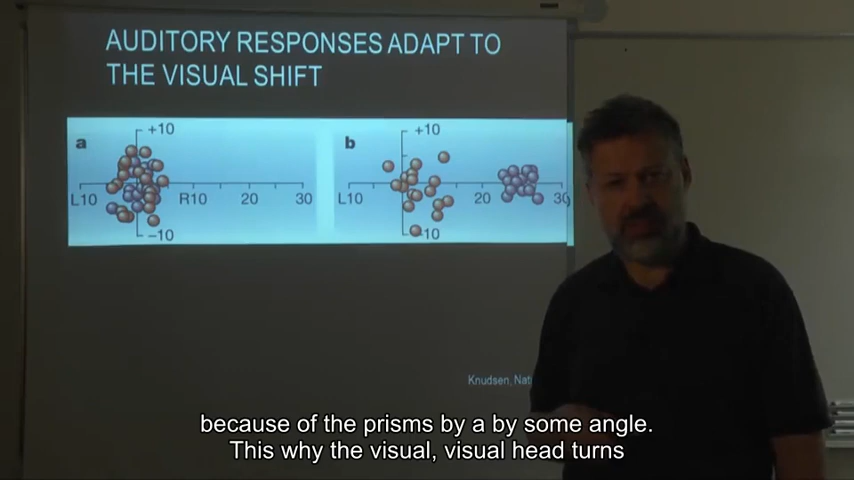 AUDITORY RESPONSES ADAPT TO
THE VISUAL SHIFT
a
+10
L10
R10
20
30
-10
b
+10
L10
20
30
10
Knudsen,
because of the prisms by a by some angle.
This why the visual, visual head turns